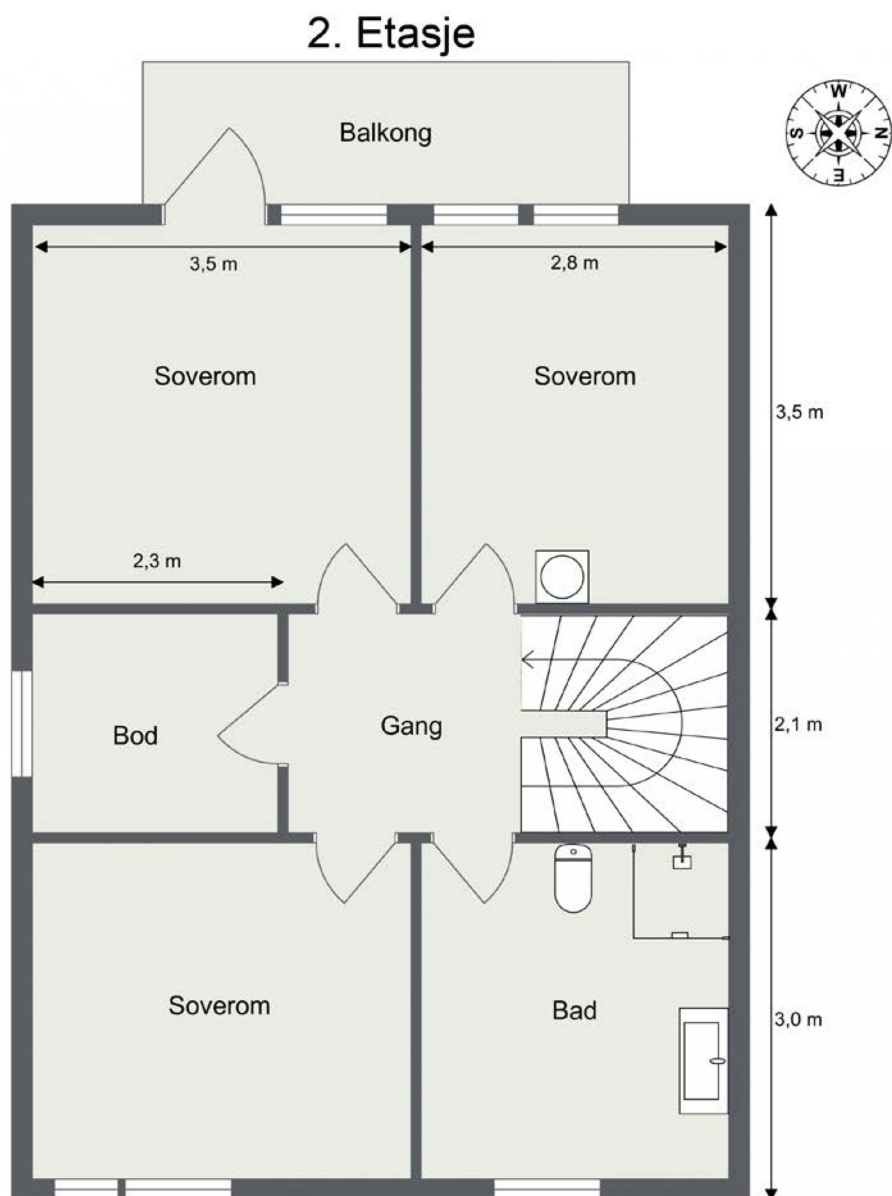 2. Etasje
Balkong
W
S
N
E
3,5 m
2,8 m
Soverom
Soverom
3,5 m
2,3 m
Bod
Gang
2,1 m
Soverom
Bad
3,0 m